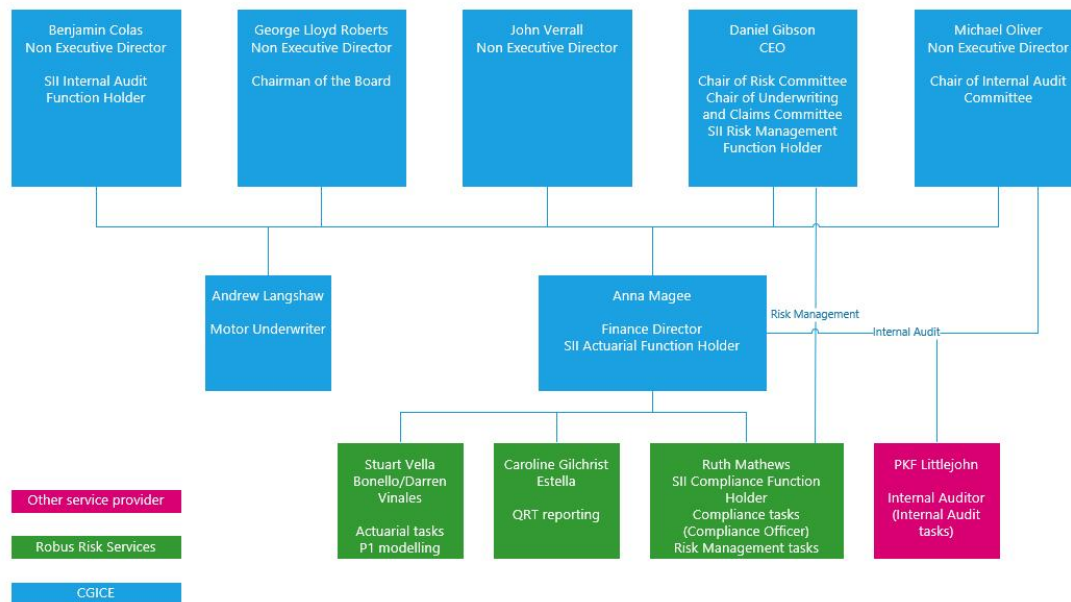 Benjamin Colas
Non Executive Director
SII Internal Audit
Function Holder
George Lloyd Roberts
Non Executive Director
Chairman of the Board
John Verrall
Non Executive Director
Daniel Gibson
CEO
Chair of Risk Committee
Chair of Underwriting
and Claims Committee
SII Risk Management
Function Holder
Michael Oliver
Non Executive Director
Chair of Internal Audit
Committee
Andrew Langshaw
Motor Underwriter
Anna Magee
Finance Director
SII Actuarial Function Holder
Risk Management
Internal Audit
Stuart Vella
Bonello/Darren
Vinales
Actuarial tasks
P1 modelling
Caroline Gilchrist
Estella
QRT reporting
Ruth Mathews
SII Compliance Function
Holder
Compliance tasks
(Compliance Officer)
Risk Management tasks
PKF Littlejohn
Internal Auditor
(Internal Audit
tasks)
Other service provider
Robus Risk Services
CGICE